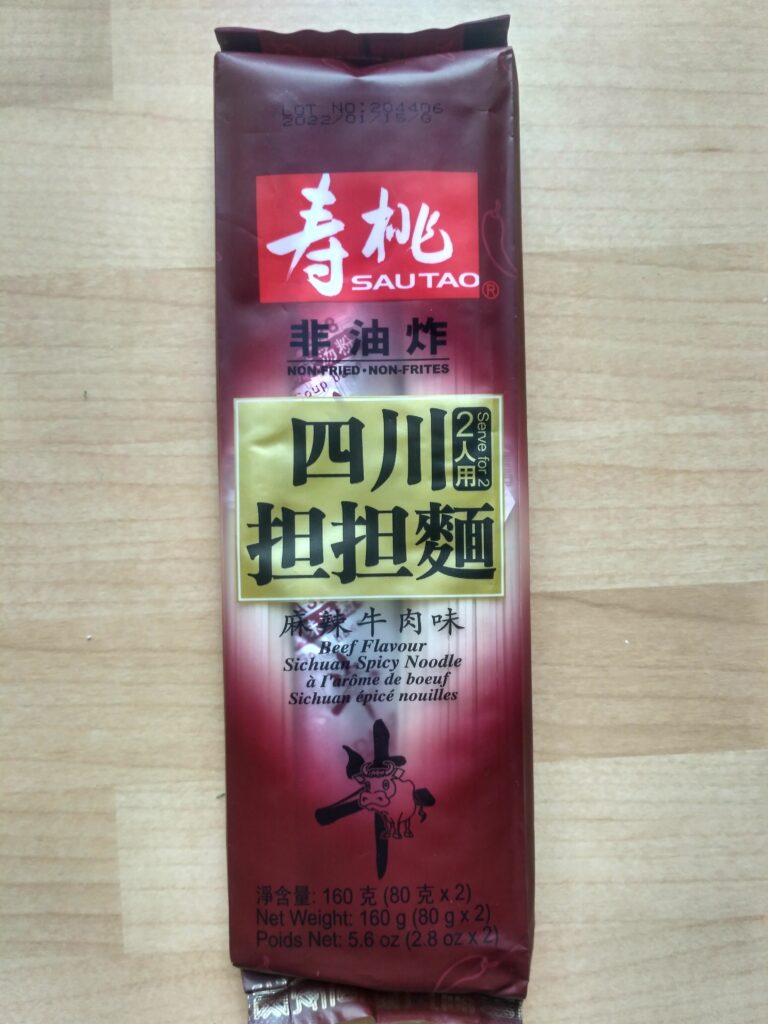 LOT NO:204406
2022/01/15/G
寿桃
SAUTAO®
非油炸
NON-FRIED·NON-FRITES
四川
2人用
Serve for 2
担担麵
麻辣牛肉味
Beef Flavour
Sichuan Spicy Noodle
à l'arôme de boeuf
Sichuan épicé nouilles
牛
淨含量: 160 克 (80 克 x 2)
Net Weight: 160 g (80 g x 2)
Poids Net: 5.6 oz (2.8 oz x 2)